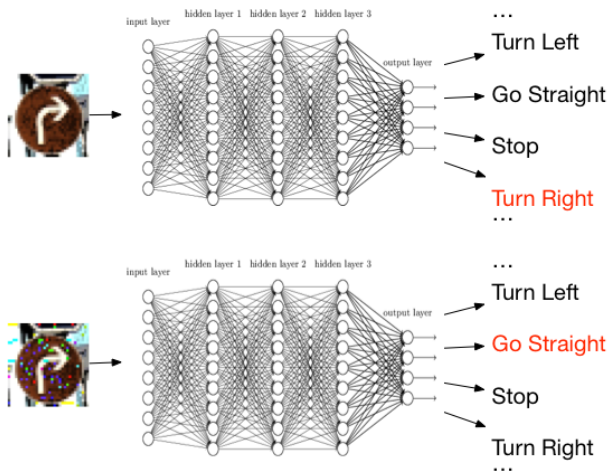 ...
hidden layer 1 hidden layer 2 hidden layer 3
Turn Left
input layer
output layer
Go Straight
Stop
Turn Right
...
...
hidden layer 1 hidden layer 2 hidden layer 3
input layer
Turn Left
output layer
Go Straight
Stop
Turn Right
...